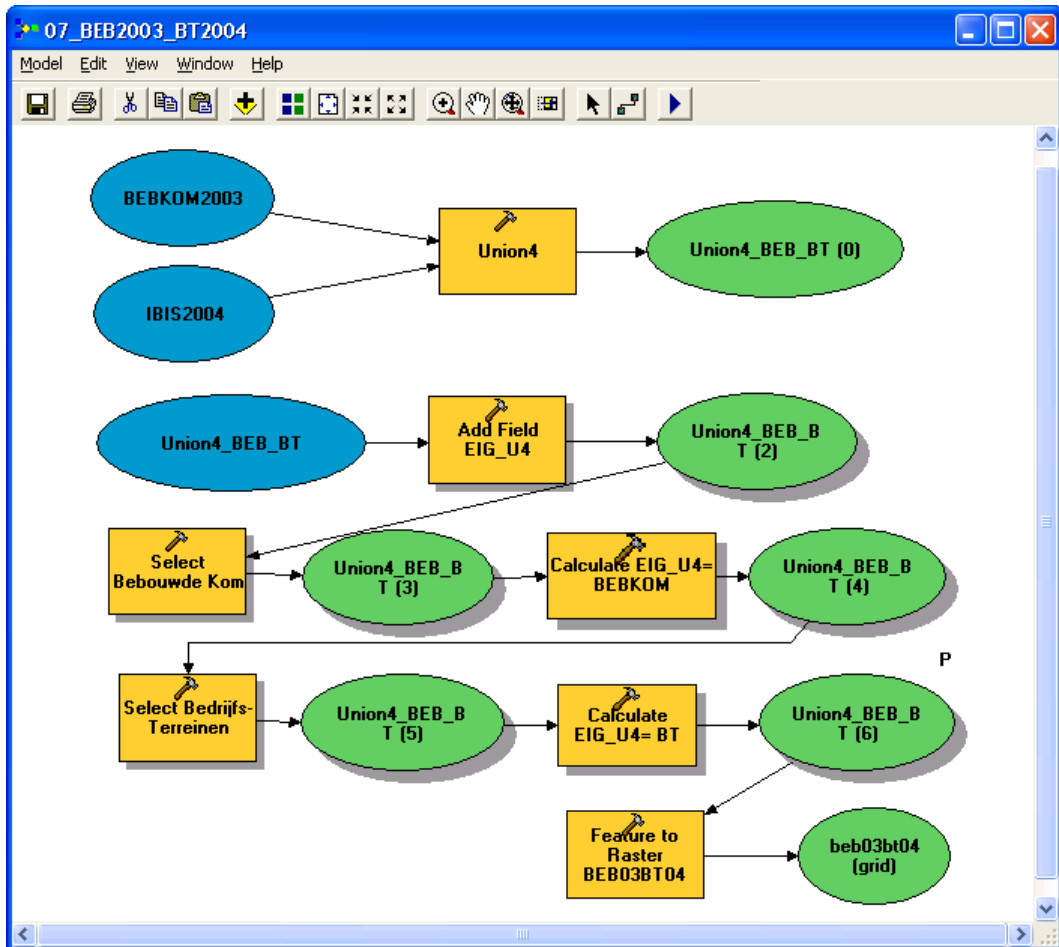 07_BEB2003_BT2004
Model Edit View Window Help
BEBKOM2003
Union4
Union4_BEB_BT (0)
IBIS2004
Union4_BEB_BT
Add Field
EIG_U4
Union4_BEB_B
T (2)
Select
Bebouwde Kom
Union4_BEB_B
T (3)
Calculate EIG_U4=
BEBKOM
Union4_BEB_B
T (4)
P
Select Bedrijfs-
Terreinen
Union4_BEB_B
T (5)
Calculate
EIG_U4= BT
Union4_BEB_B
T (6)
Feature to
Raster
BEB03BT04
beb03bt04
(grid)